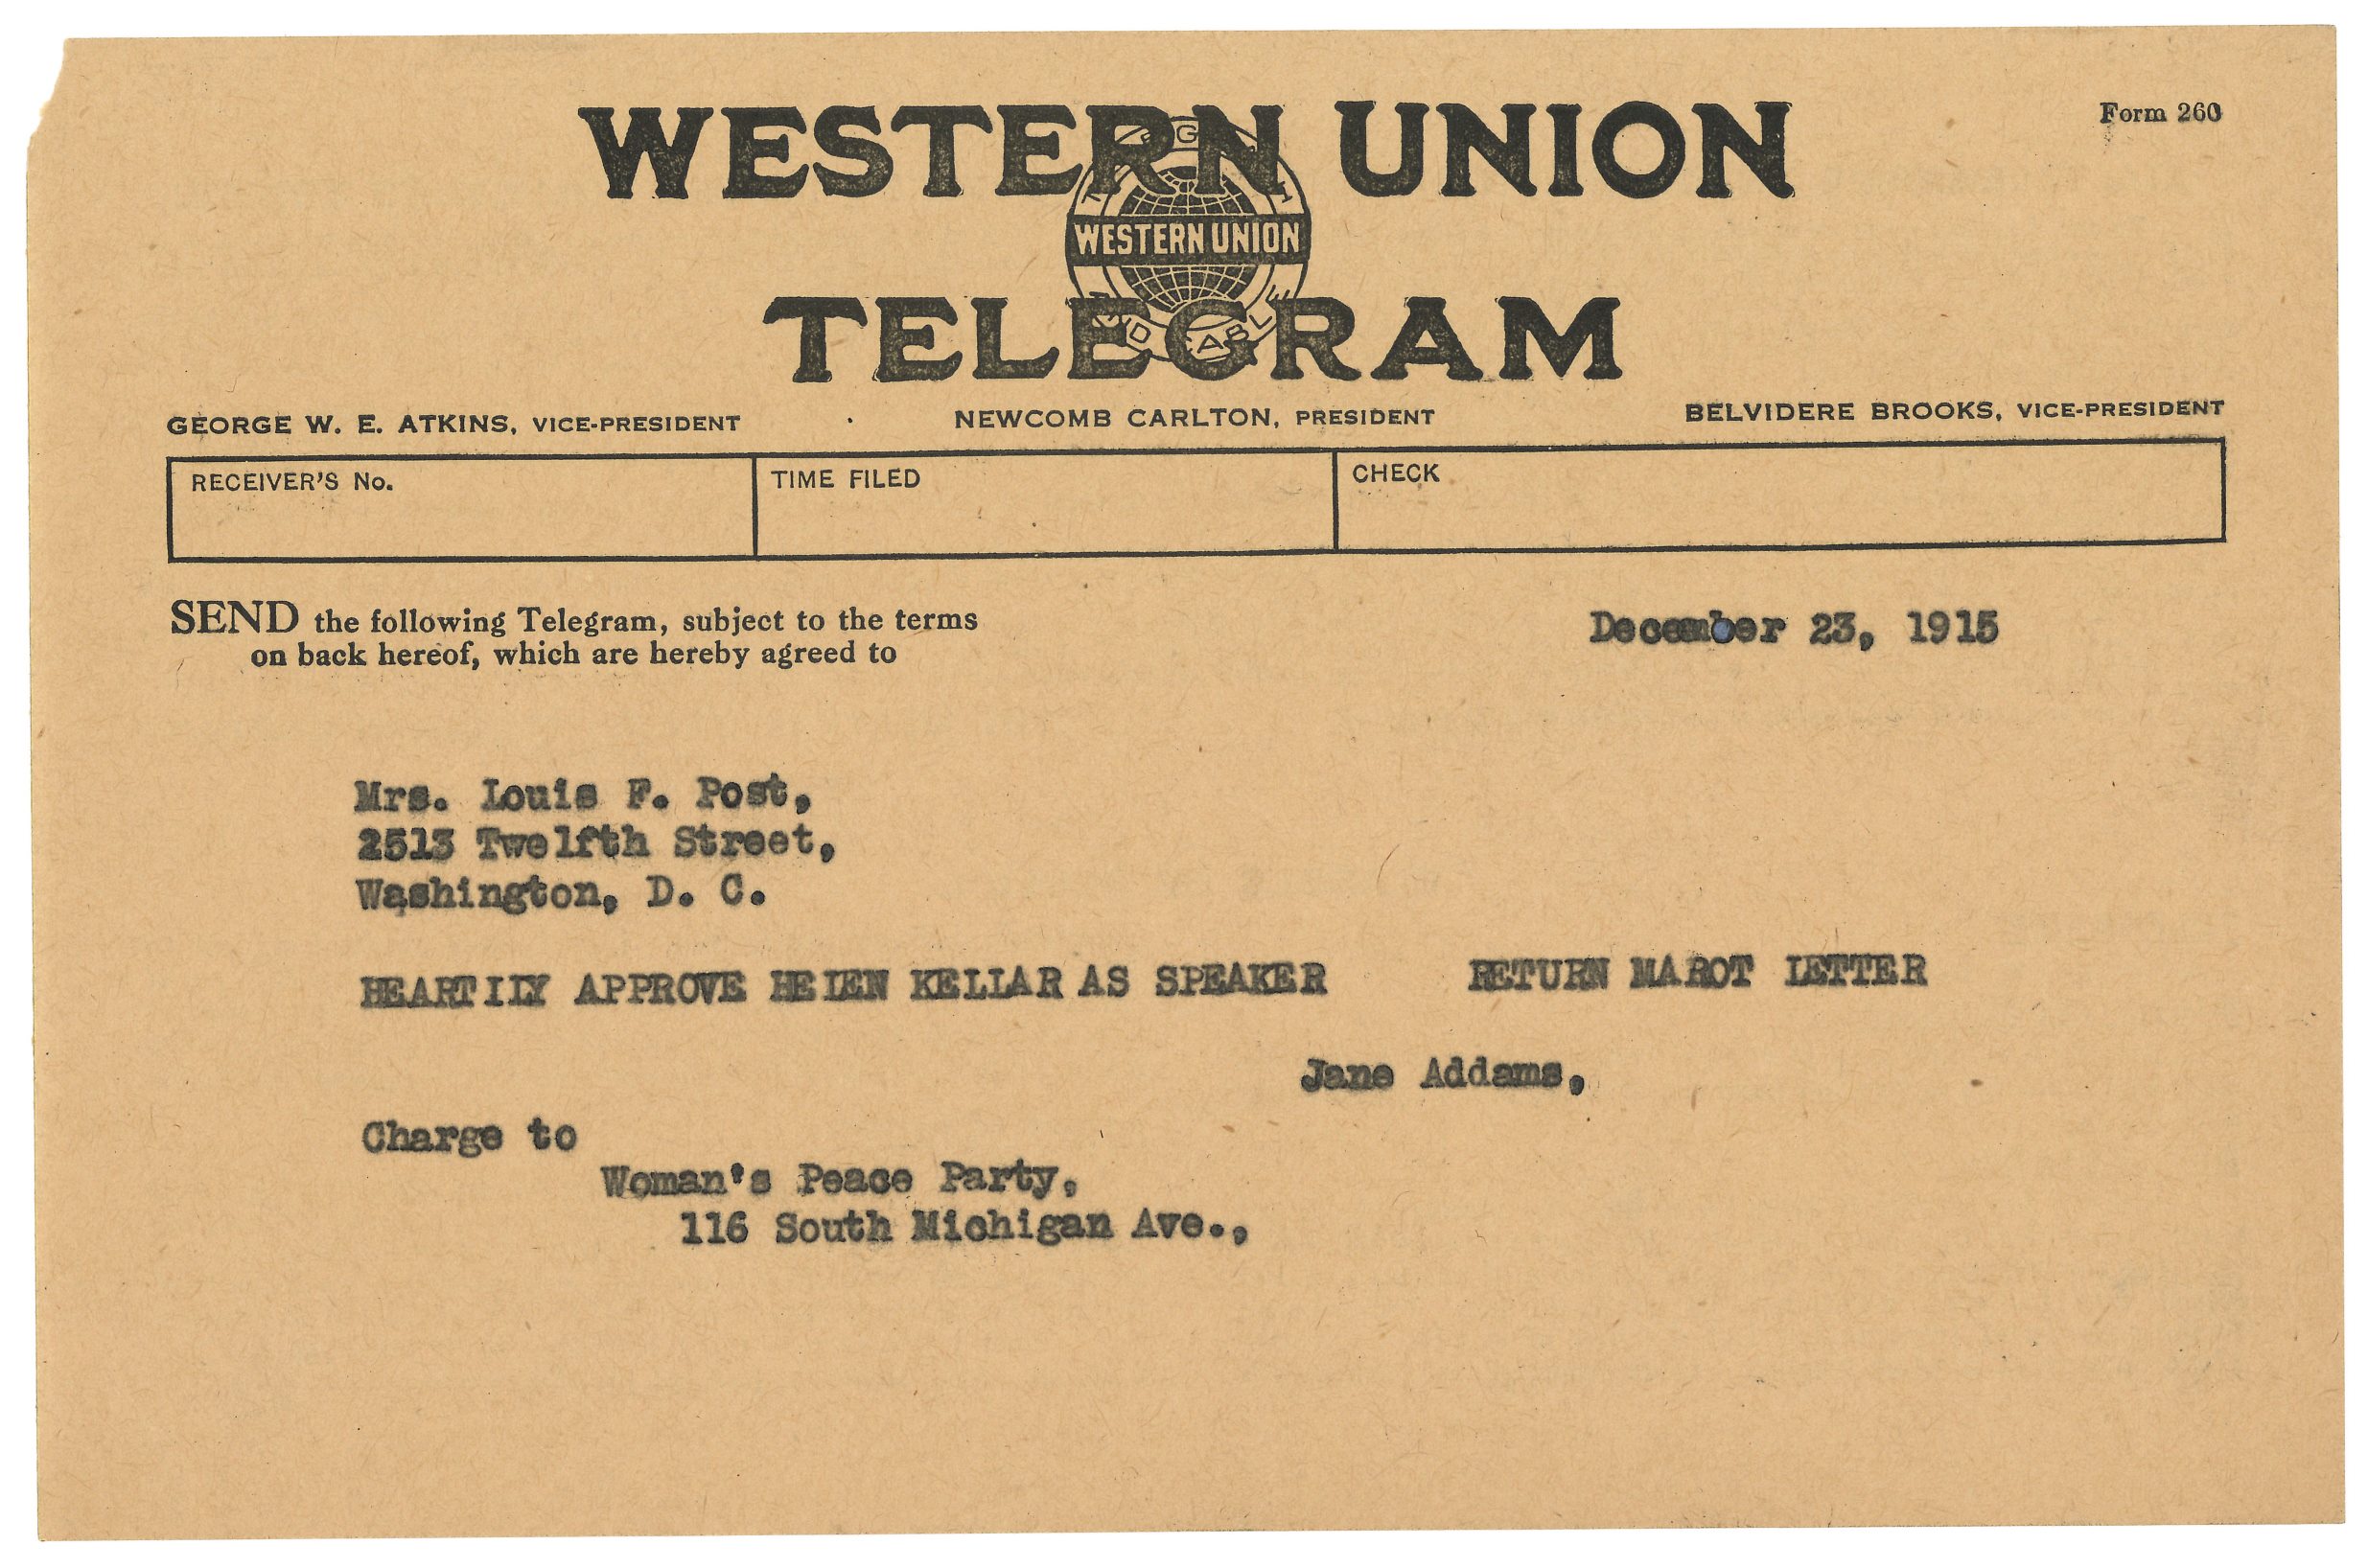 Form 260
WESTERN UNION
TELEGRAPH
WESTERN UNION
AND CABLE
TELEGRAM
GEORGE W. E. ATKINS, VICE-PRESIDENT NEWCOMB CARLTON, PRESIDENT BELVIDERE BROOKS, VICE-PRESIDENT
RECEIVER'S No. TIME FILED CHECK
SEND the following Telegram, subject to the terms
on back hereof, which are hereby agreed to
December 23, 1915
Mrs. Louis F. Post,
2513 Twelfth Street,
Washington, D. C.
HEARTILY APPROVE HELEN KELLAR AS SPEAKER RETURN MAROT LETTER
Jane Addams,
Charge to
Woman's Peace Party,
116 South Michigan Ave.,